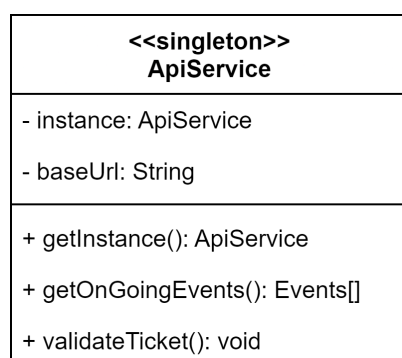 <<singleton>>
ApiService
- instance: ApiService
- baseUrl: String
+ getInstance(): ApiService
+ getOnGoingEvents(): Events[]
+ validateTicket(): void